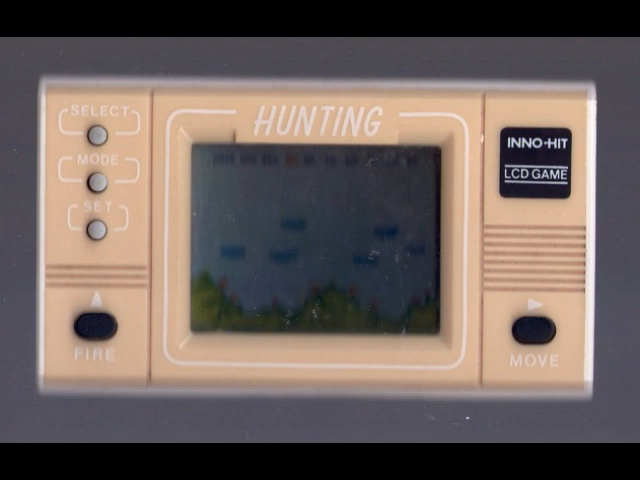 SELECT
MODE
SET
FIRE
HUNTING
INNO-HIT
LCD GAME
MOVE